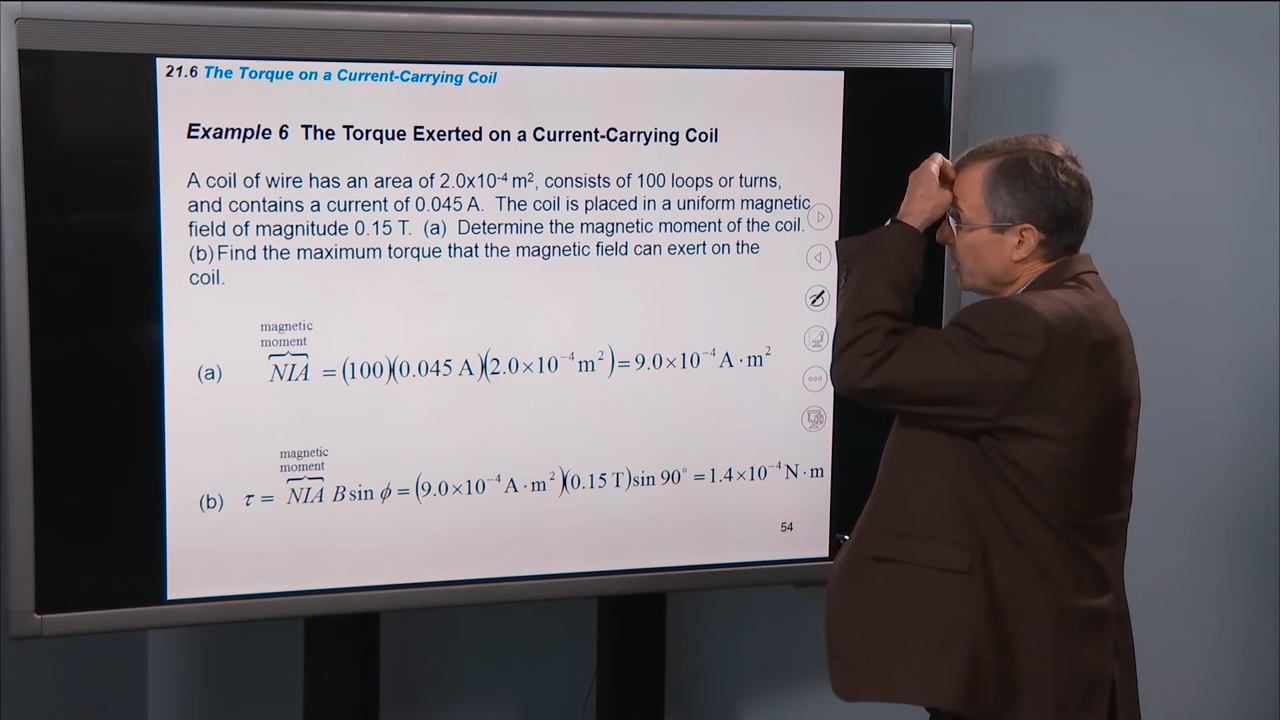 21.6 The Torque on a Current-Carrying Coil
Example 6 The Torque Exerted on a Current-Carrying Coil
A coil of wire has an area of 2.0x10⁻⁴ m², consists of 100 loops or turns,
and contains a current of 0.045 A. The coil is placed in a uniform magnetic
field of magnitude 0.15 T. (a) Determine the magnetic moment of the coil.
(b) Find the maximum torque that the magnetic field can exert on the
coil.
magnetic
moment
(a) NIA = (100)(0.045 A)(2.0×10⁻⁴ m²) = 9.0×10⁻⁴ A·m²
magnetic
moment
(b) τ = NIA B sin ϕ = (9.0×10⁻⁴ A·m²)(0.15 T) sin 90° = 1.4×10⁻⁴ N·m
54